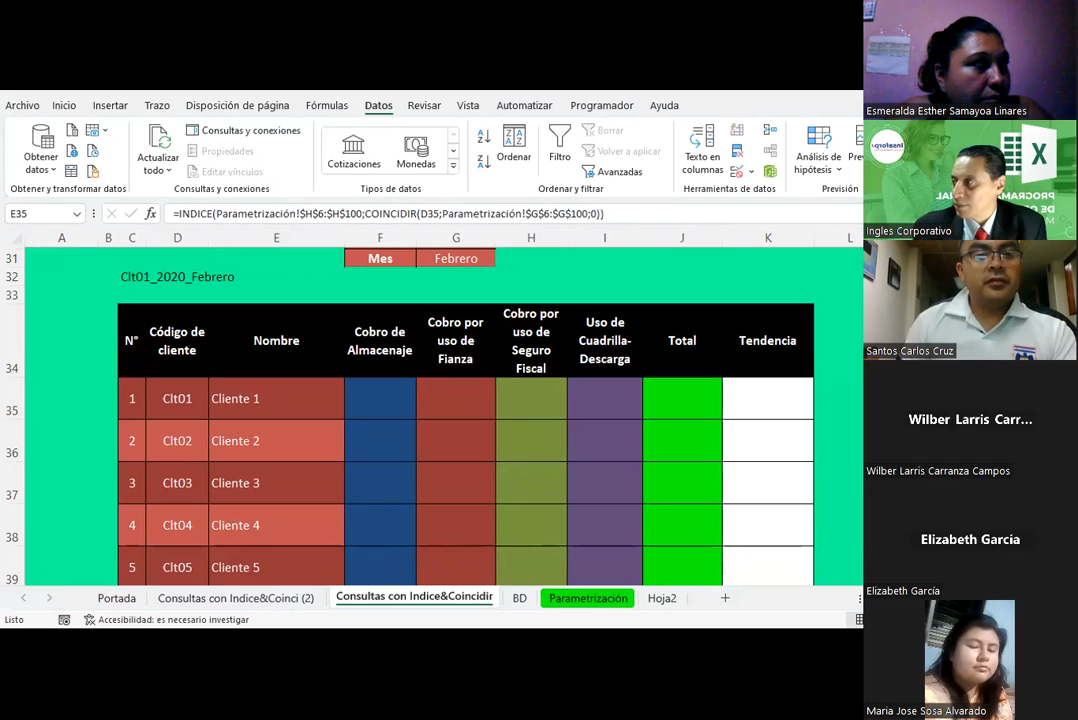 Archivo Inicio Insertar Trazo Disposición de página Fórmulas Datos Revisar Vista Automatizar Programador Ayuda
Obtener datos
Actualizar todo
Consultas y conexiones
Propiedades
Editar vínculos
Cotizaciones
Monedas
Ordenar
Filtro
Borrar
Volver a aplicar
Avanzadas
Texto en columnas
Análisis de hipótesis
Obtener y transformar datos
Consultas y conexiones
Tipos de datos
Ordenar y filtrar
Herramientas de datos
Previsión
E35
fx
=INDICE(Parametrización!$H$6:$H$100;COINCIDIR(D35;Parametrización!$G$6:$G$100;0))
A B C D E F G H I J K L
31 Mes Febrero
32 Clt01_2020_Febrero
33
34 N° Código de cliente Nombre Cobro de Almacenaje Cobro por uso de Fianza Cobro por uso de Seguro Fiscal Uso de Cuadrilla-Descarga Total Tendencia
35 1 Clt01 Cliente 1
36 2 Clt02 Cliente 2
37 3 Clt03 Cliente 3
38 4 Clt04 Cliente 4
39 5 Clt05 Cliente 5
Portada Consultas con Indice&Coinci (2) Consultas con Indice&Coincidir BD Parametrización Hoja2
Listo
Accesibilidad: es necesario investigar
Esmeralda Esther Samayoa Linares
Ingles Corporativo
Santos Carlos Cruz
Wilber Larris Carr...
Wilber Larris Carranza Campos
Elizabeth García
Elizabeth García
Maria Jose Sosa Alvarado